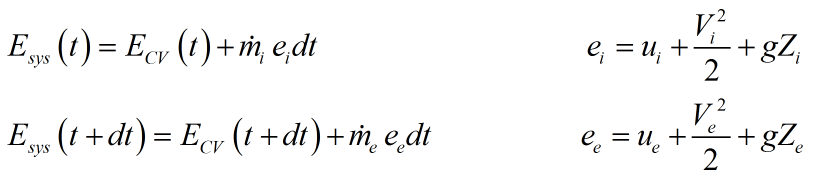 E_sys (t) = E_CV (t) + ṁ_i e_i dt    e_i = u_i + V_i^2/2 + gZ_i
E_sys (t + dt) = E_CV (t + dt) + ṁ_e e_e dt    e_e = u_e + V_e^2/2 + gZ_e